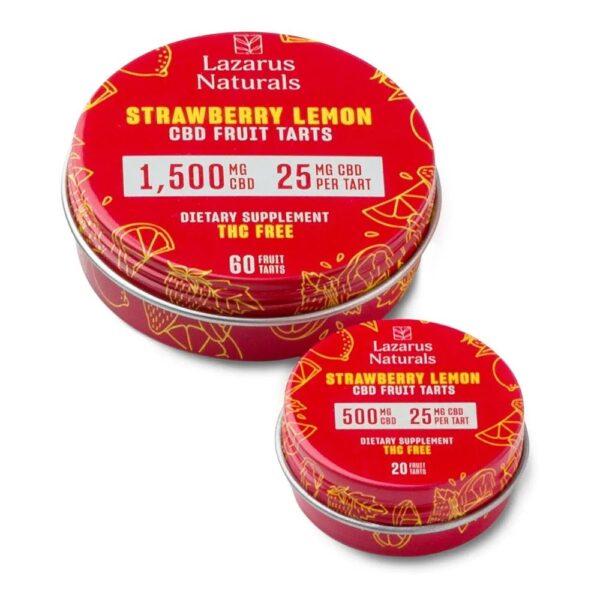 Lazarus
Naturals
STRAWBERRY LEMON
CBD FRUIT TARTS
1,500 MG CBD 25 MG CBD PER TART
DIETARY SUPPLEMENT
THC FREE
60 FRUIT TARTS
Lazarus
Naturals
STRAWBERRY LEMON
CBD FRUIT TARTS
500 MG CBD 25 MG CBD PER TART
DIETARY SUPPLEMENT
THC FREE
20 FRUIT TARTS